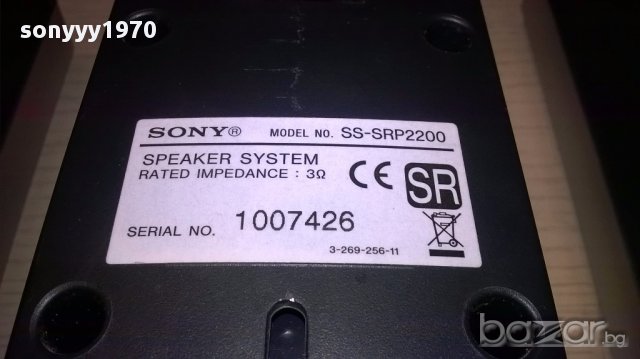 sonyyy1970
SONY® MODEL NO. SS-SRP2200
SPEAKER SYSTEM
RATED IMPEDANCE : 3Ω
CE SR
SERIAL NO. 1007426
3-269-256-11
bazar.bg